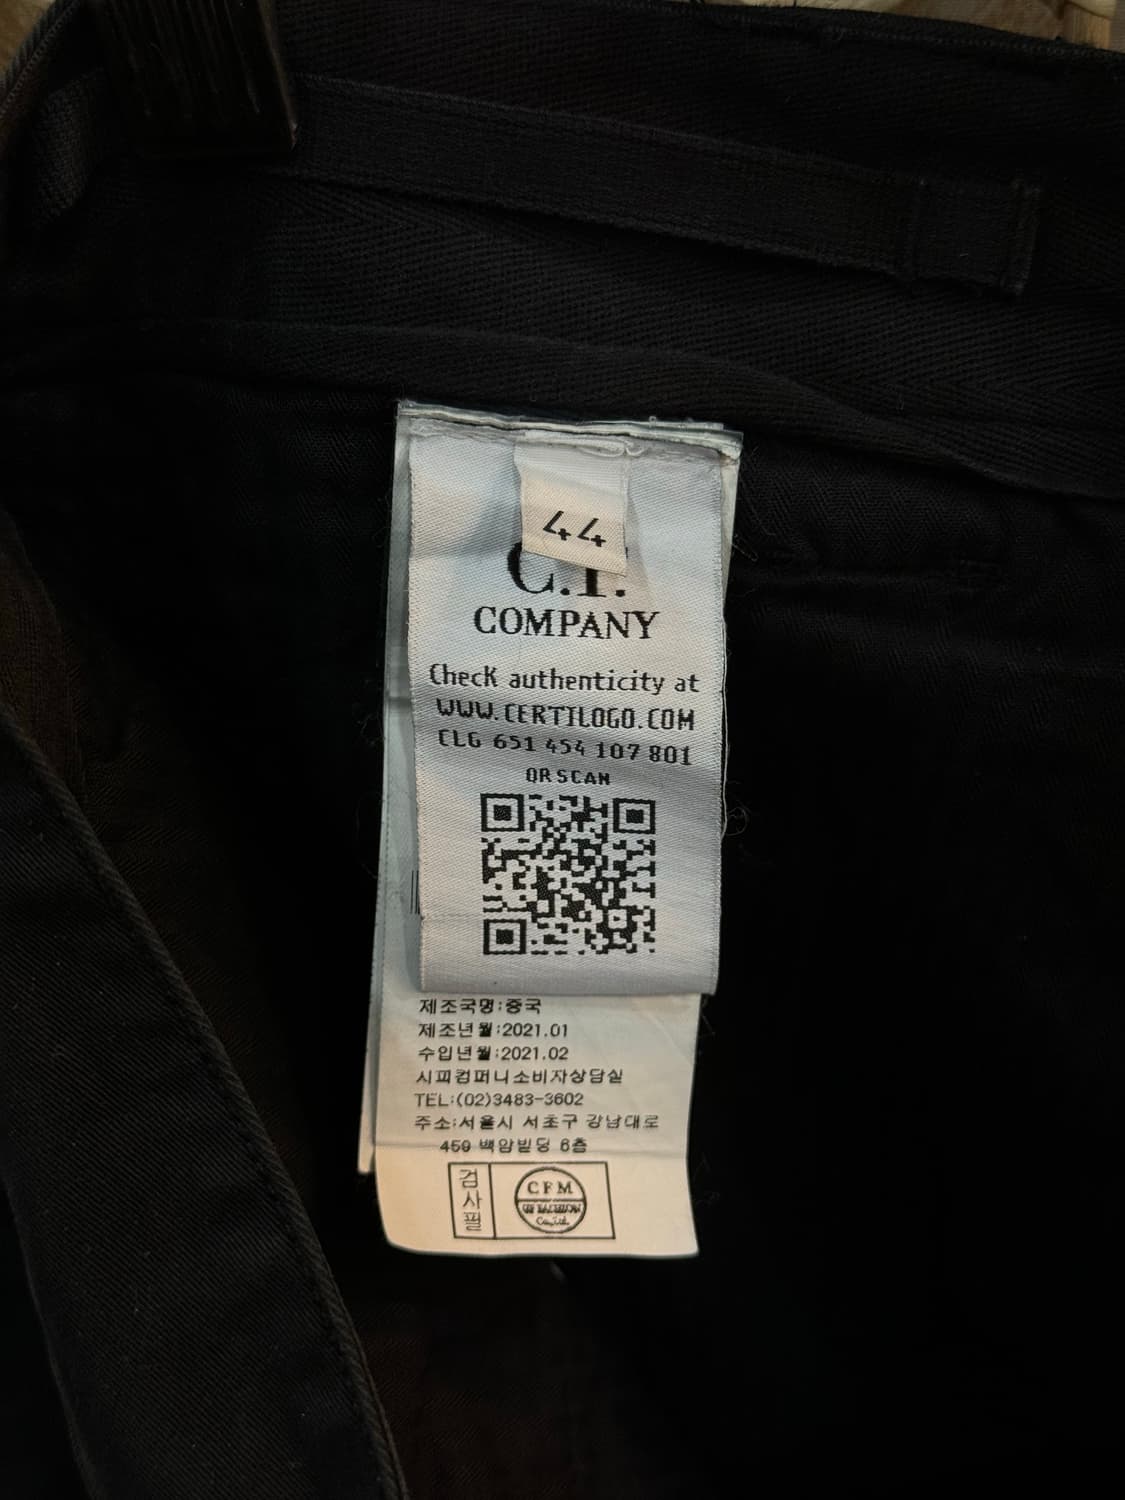 44
C.P.
COMPANY
Check authenticity at
WWW.CERTILOGO.COM
CLG 651 454 107 801
QR SCAN
제조국명:중국
제조년월:2021.01
수입년월:2021.02
시피컴퍼니소비자상담실
TEL:(02)3483-3602
주소:서울시 서초구 강남대로
459 백암빌딩 6층
검사필
CFM
Co.,Ltd.